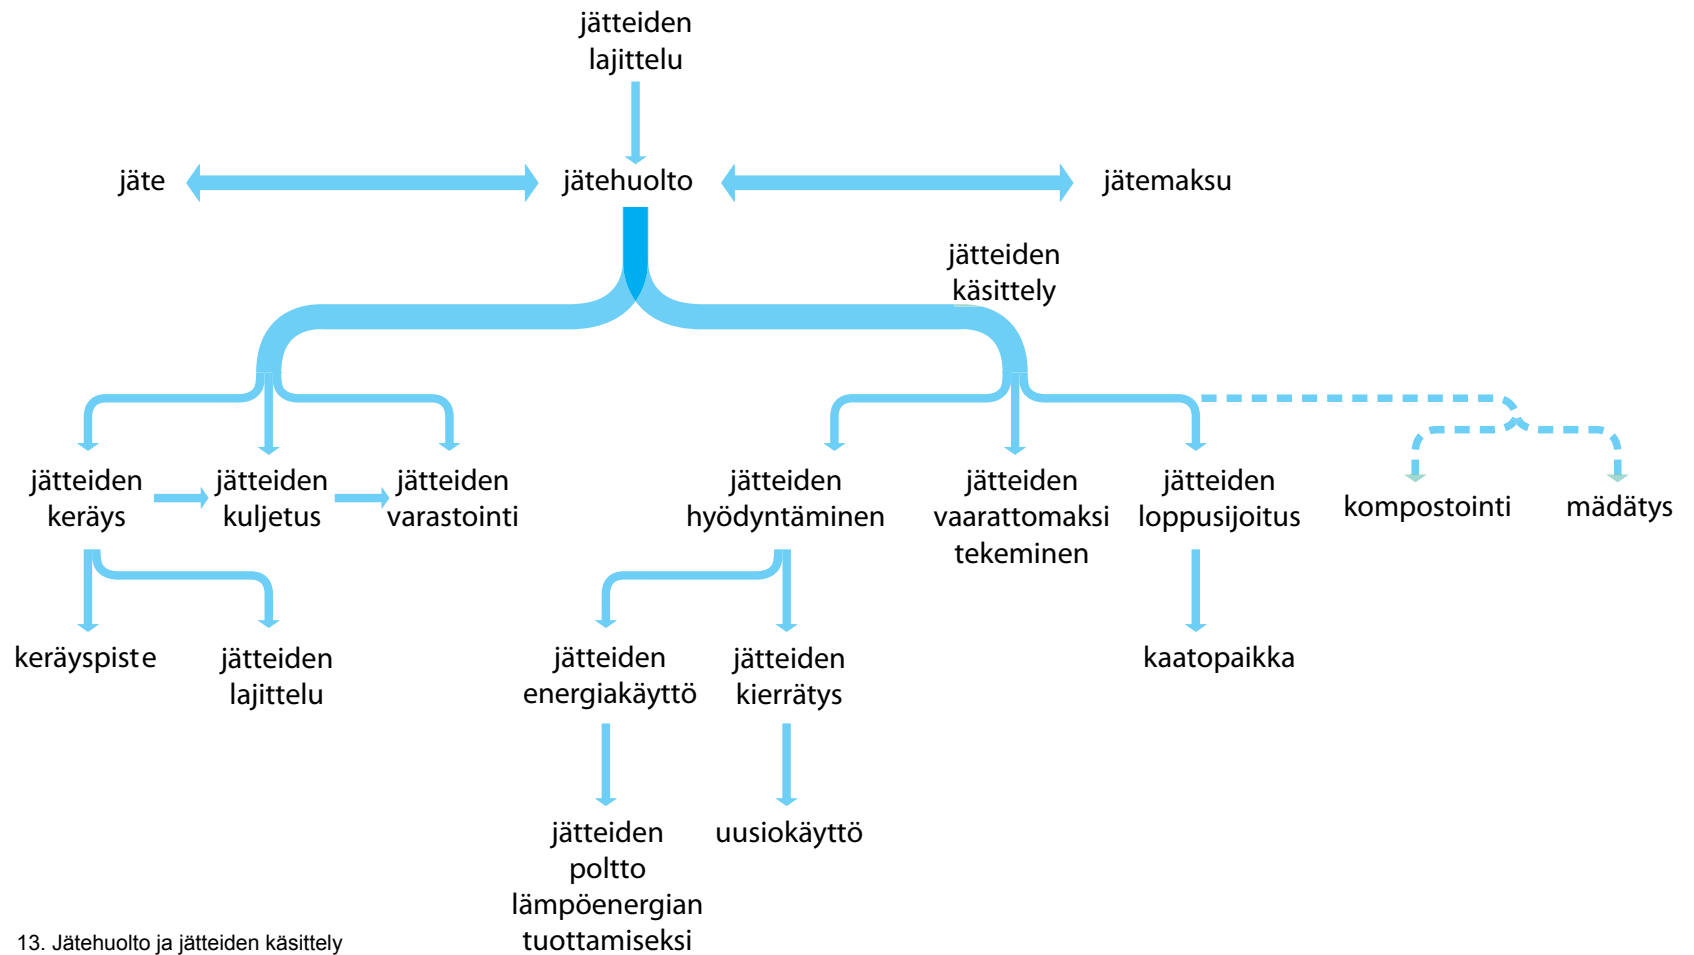 jätteiden
lajittelu
jäte
jätehuolto
jätemaksu
jätteiden
käsittely
jätteiden
keräys
jätteiden
kuljetus
jätteiden
varastointi
jätteiden
hyödyntäminen
jätteiden
vaarattomaksi
tekeminen
jätteiden
loppusijoitus
kompostointi
mädätys
keräyspiste
jätteiden
lajittelu
jätteiden
energiakäyttö
jätteiden
kierrätys
kaatopaikka
jätteiden
poltto
lämpöenergian
tuottamiseksi
uusiokäyttö
13. Jätehuolto ja jätteiden käsittely